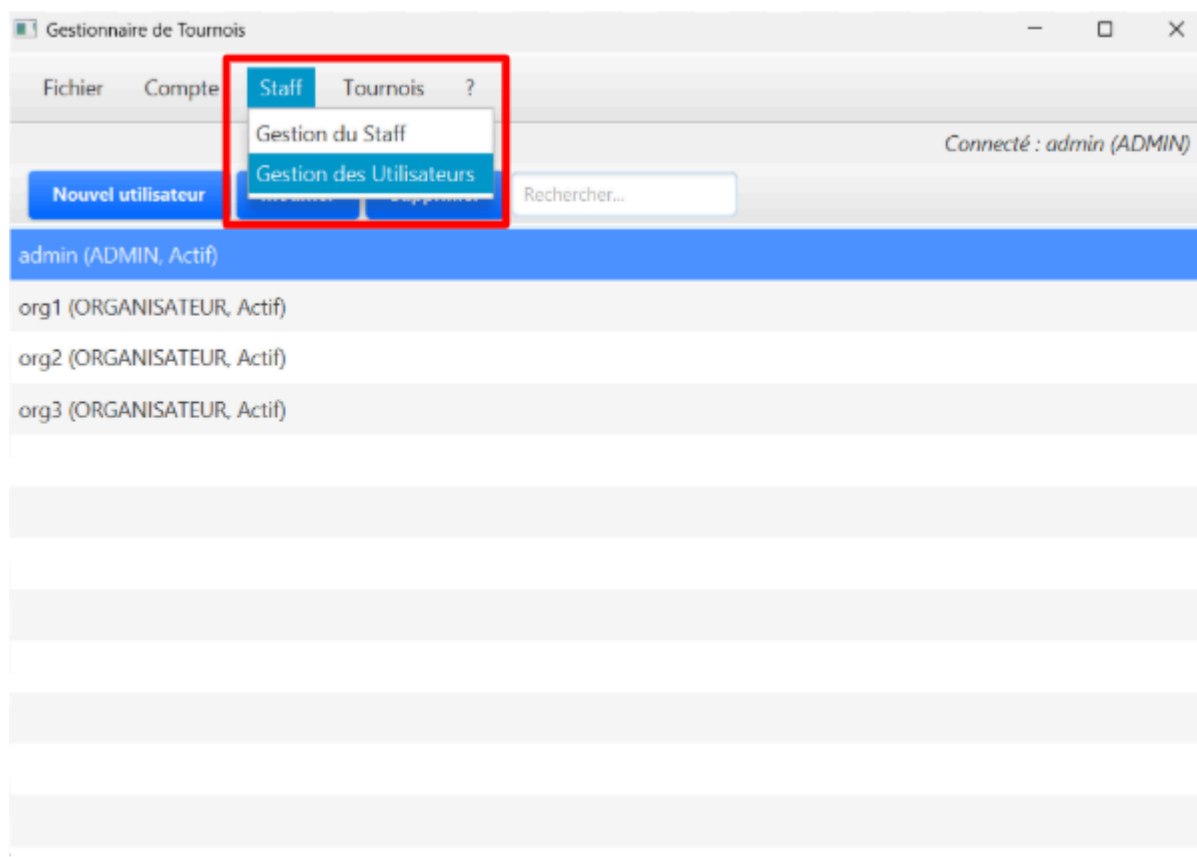 Gestionnaire de Tournois
Fichier Compte Staff Tournois ?
Gestion du Staff
Connecté : admin (ADMIN)
Gestion des Utilisateurs
Nouvel utilisateur Rechercher...
admin (ADMIN, Actif)
org1 (ORGANISATEUR, Actif)
org2 (ORGANISATEUR, Actif)
org3 (ORGANISATEUR, Actif)